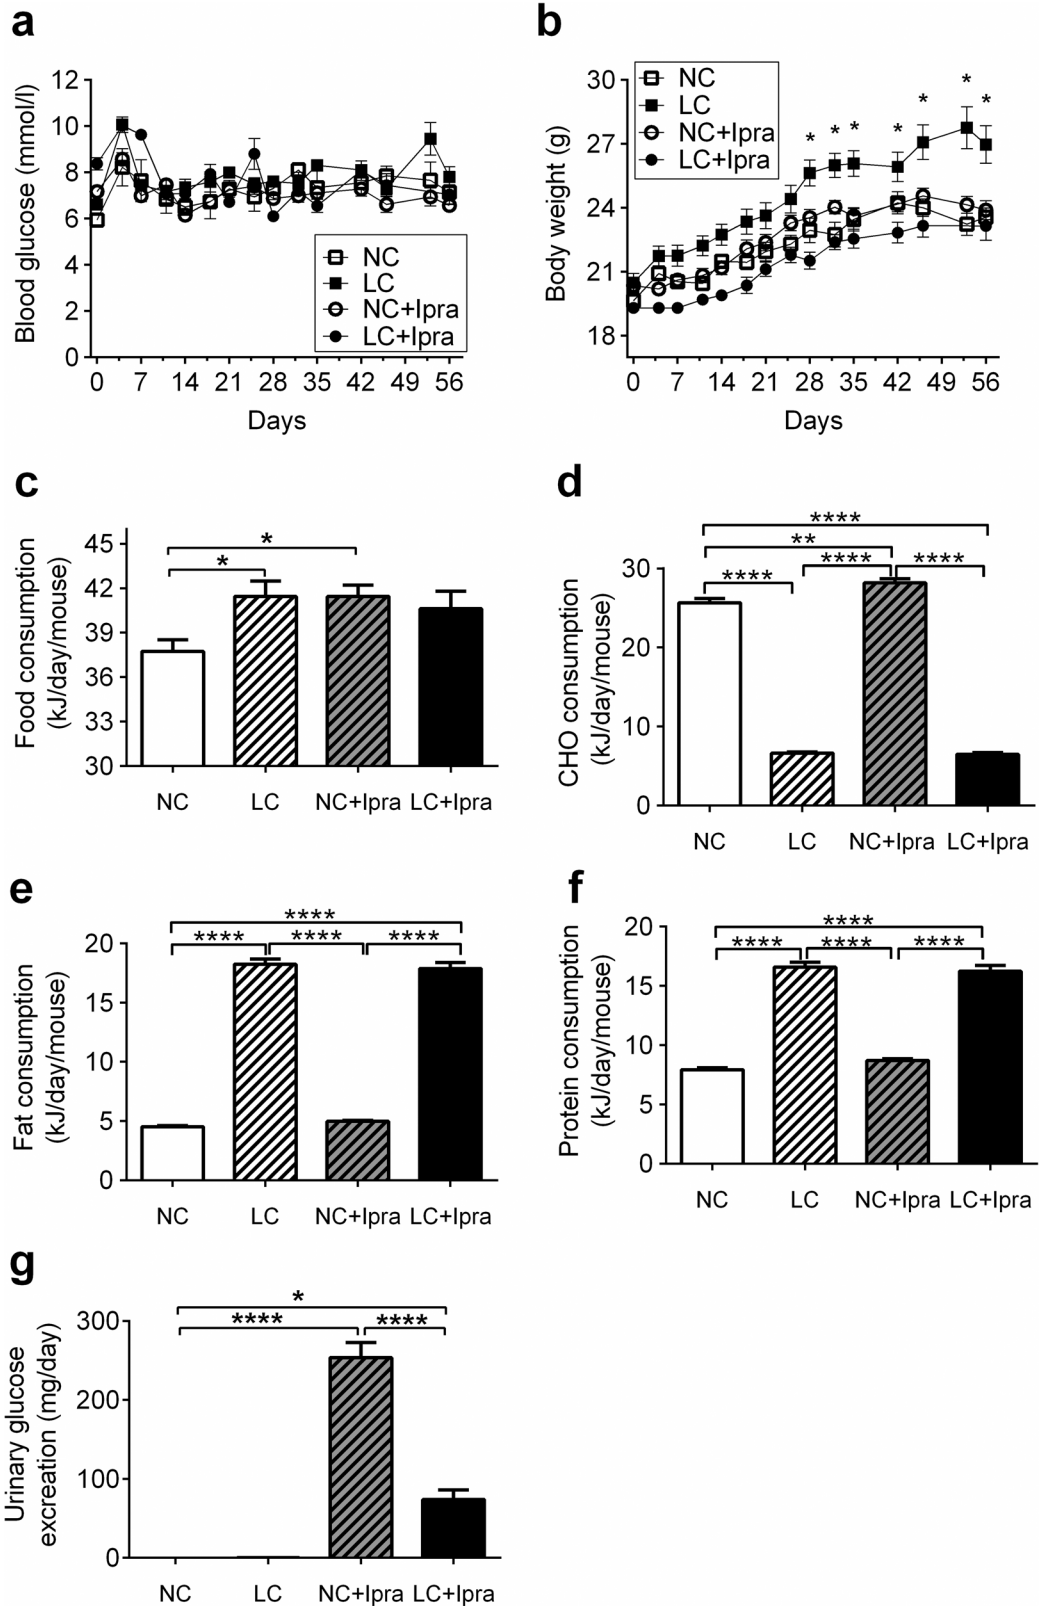 a
Blood glucose (mmol/l)
12
10
8
6
4
2
0
NC
LC
NC+Ipra
LC+Ipra
0 7 14 21 28 35 42 49 56
Days
b
Body weight (g)
30
27
24
21
18
NC
LC
NC+Ipra
LC+Ipra
* * * * * * *
0 7 14 21 28 35 42 49 56
Days
c
Food consumption
(kJ/day/mouse)
45
42
39
36
33
30
*
*
NC LC NC+Ipra LC+Ipra
d
CHO consumption
(kJ/day/mouse)
30
20
10
0
****
**
**** ****
****
NC LC NC+Ipra LC+Ipra
e
Fat consumption
(kJ/day/mouse)
20
15
10
5
0
****
**** **** ****
NC LC NC+Ipra LC+Ipra
f
Protein consumption
(kJ/day/mouse)
20
15
10
5
0
****
**** **** ****
NC LC NC+Ipra LC+Ipra
g
Urinary glucose
excreation (mg/day)
300
200
100
0
*
**** ****
NC LC NC+Ipra LC+Ipra